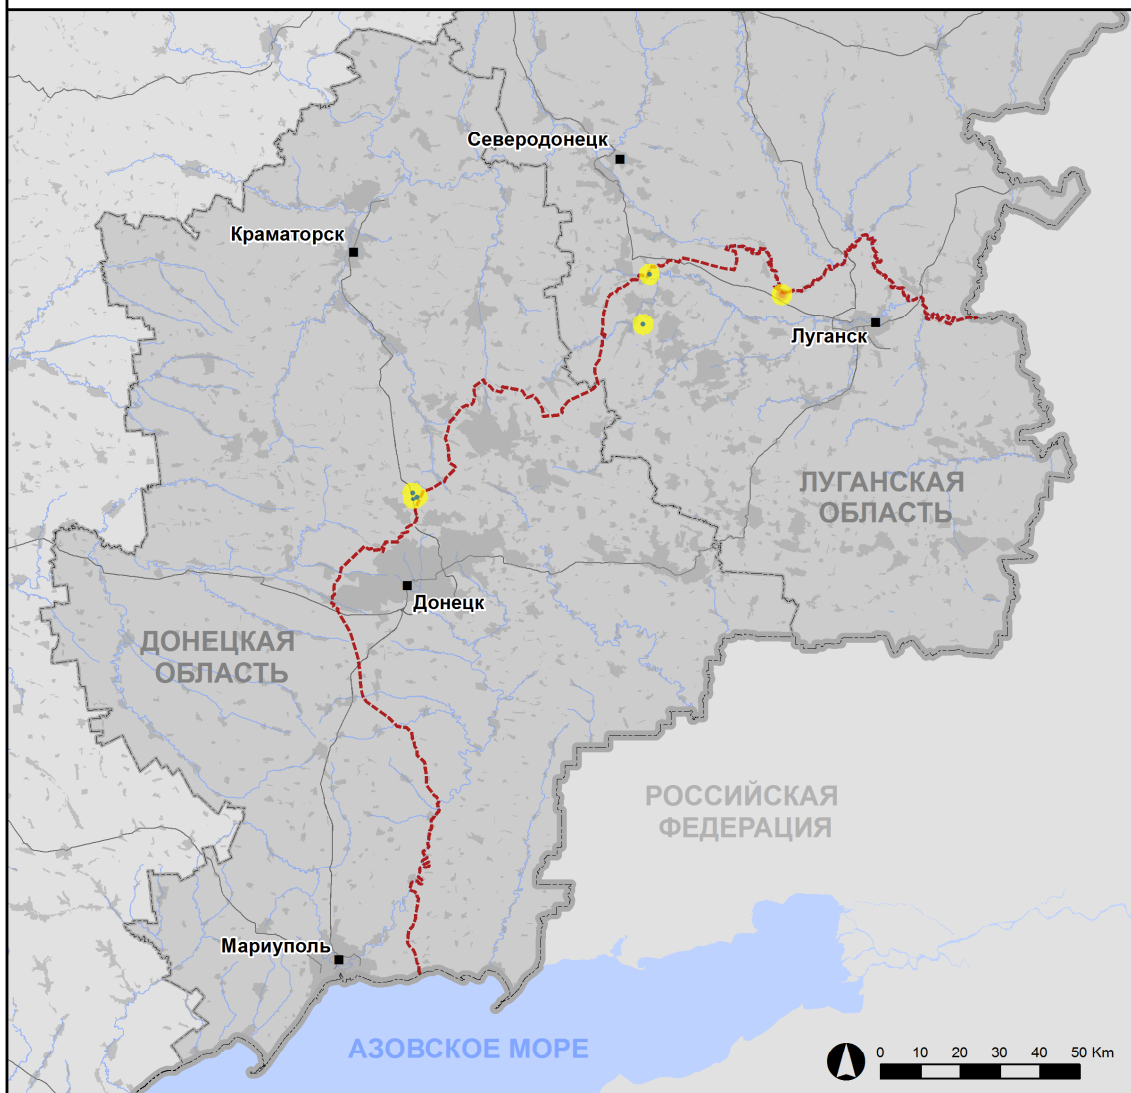 Северодонецк
Краматорск
Луганск
ЛУГАНСКАЯ
ОБЛАСТЬ
Донецк
ДОНЕЦКАЯ
ОБЛАСТЬ
РОССИЙСКАЯ
ФЕДЕРАЦИЯ
Мариуполь
АЗОВСКОЕ МОРЕ
0 10 20 30 40 50 Km